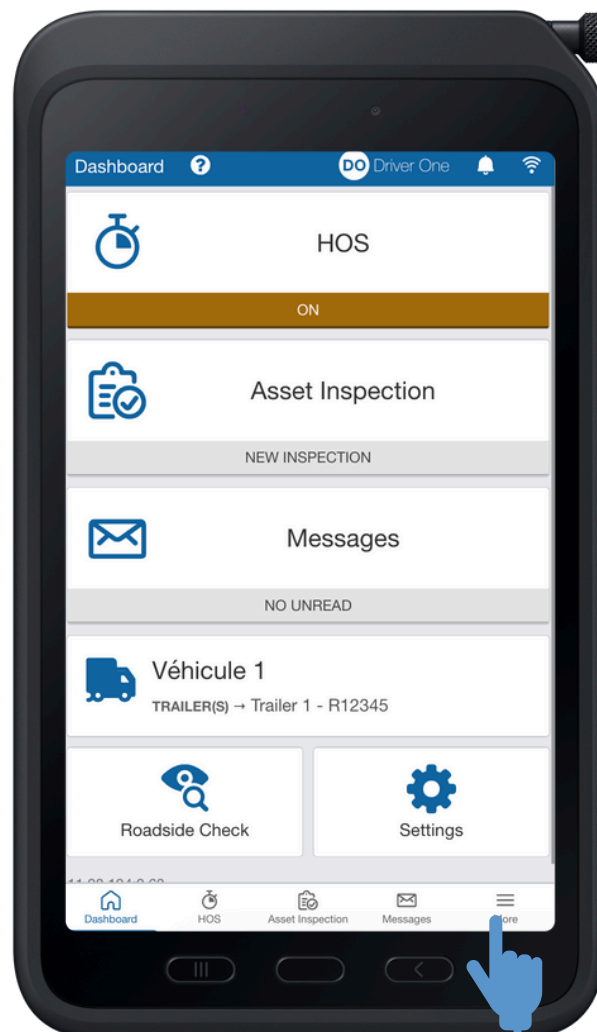 Dashboard ? DO Driver One
HOS
ON
Asset Inspection
NEW INSPECTION
Messages
NO UNREAD
Véhicule 1
TRAILER(S) → Trailer 1 - R12345
Roadside Check
Settings
Dashboard
HOS
Asset Inspection
Messages